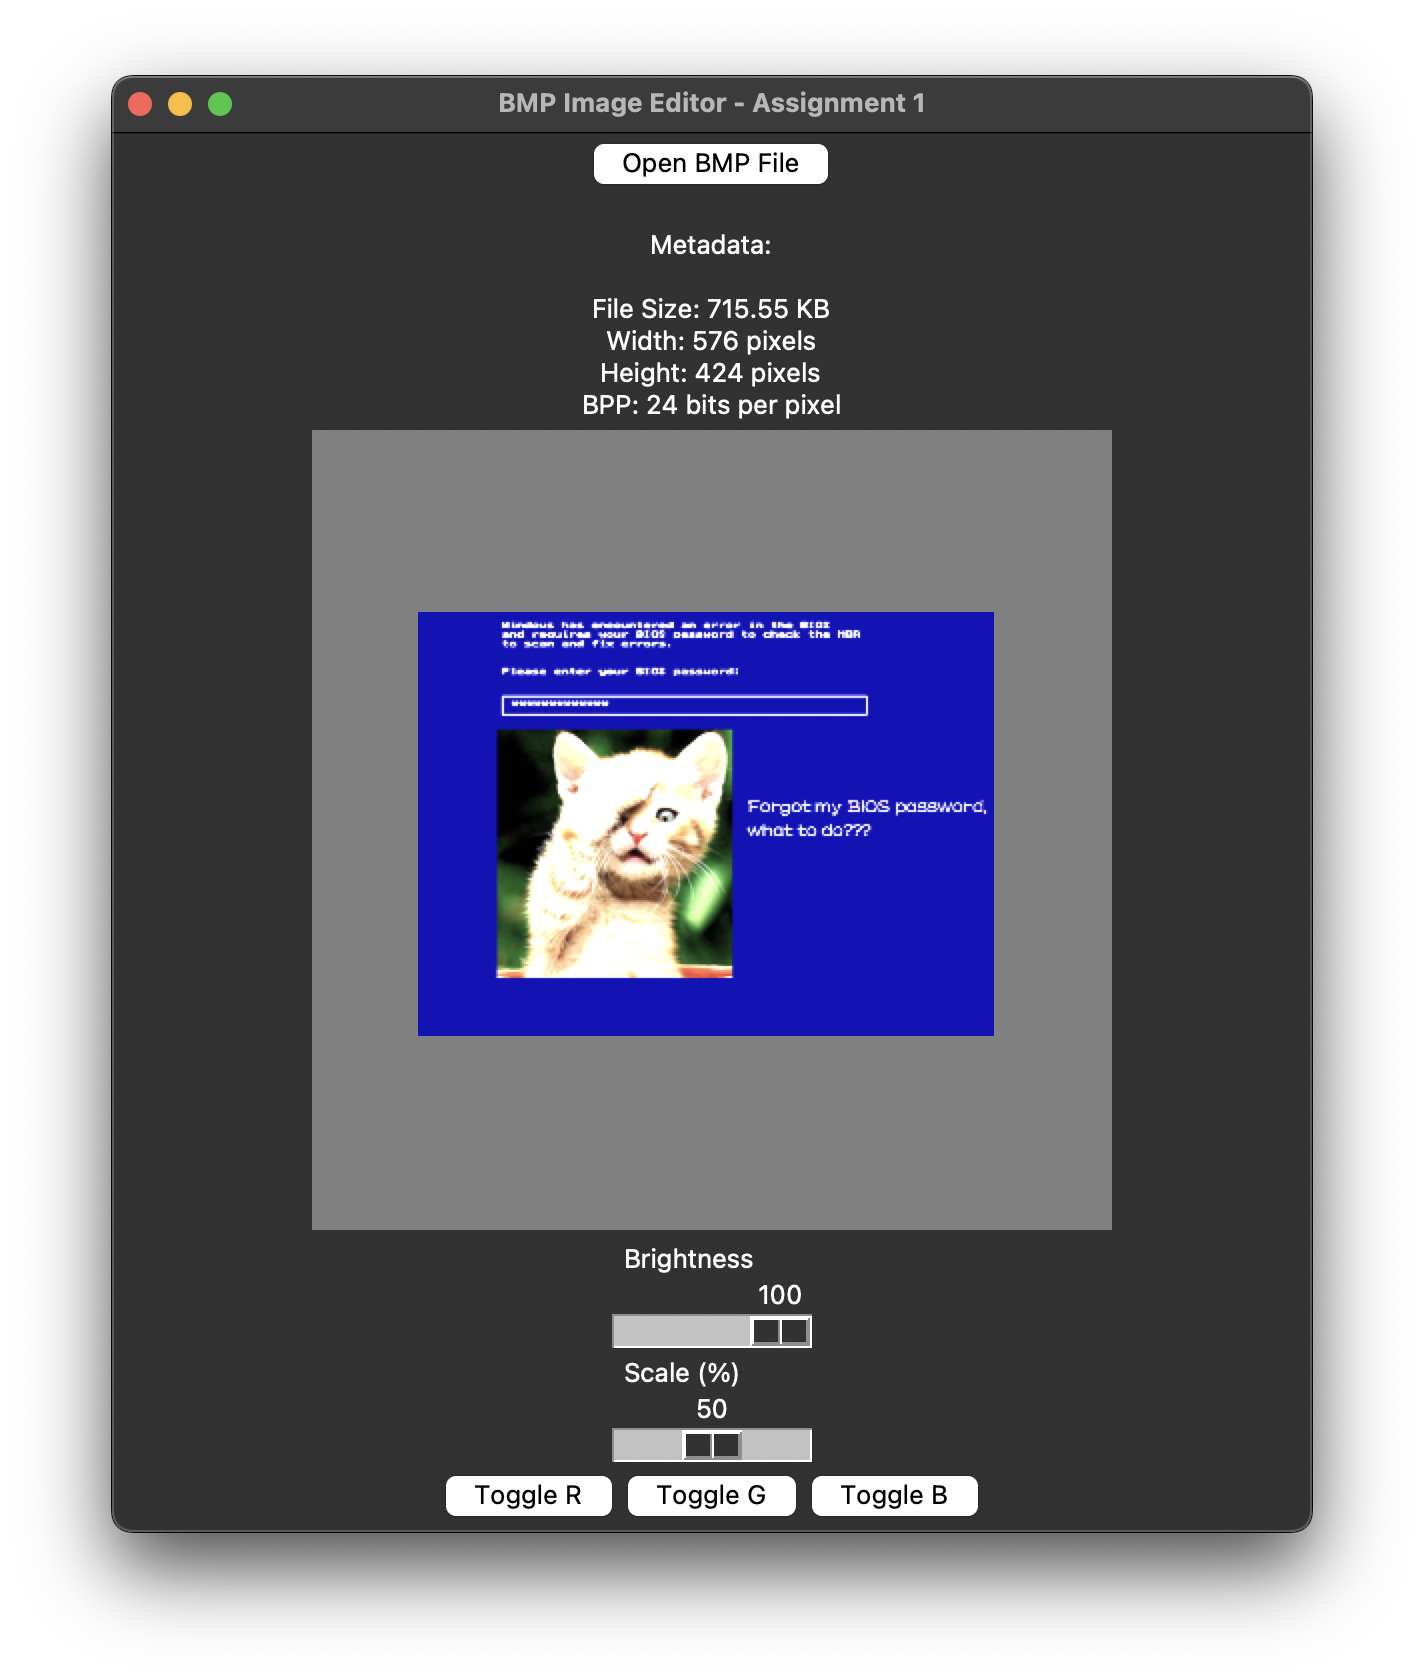 BMP Image Editor - Assignment 1
Open BMP File
Metadata:
File Size: 715.55 KB
Width: 576 pixels
Height: 424 pixels
BPP: 24 bits per pixel
Windows has encountered an error in the BIOS
and requires your BIOS password to check the MBR
to scan and fix errors.
Please enter your BIOS password:
*************
Forgot my BIOS password,
what to do???
Brightness
100
Scale (%)
50
Toggle R
Toggle G
Toggle B